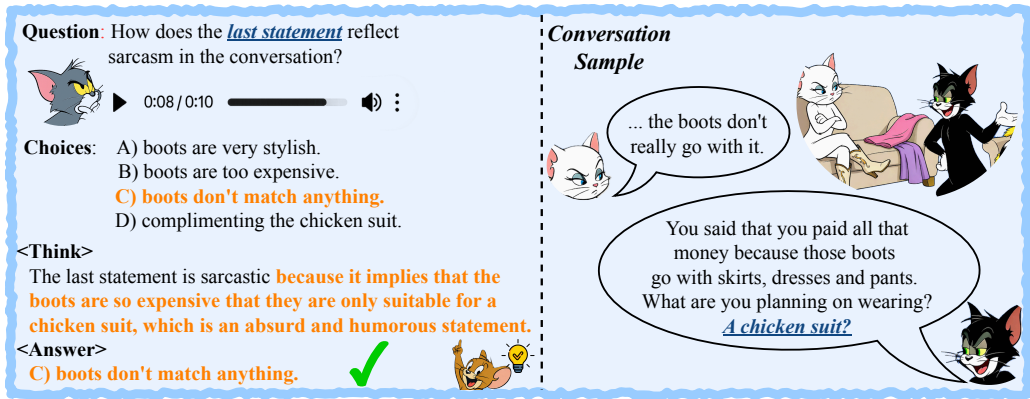 Question: How does the last statement reflect
sarcasm in the conversation?
0:08 / 0:10
Choices: A) boots are very stylish.
B) boots are too expensive.
C) boots don't match anything.
D) complimenting the chicken suit.
<Think>
The last statement is sarcastic because it implies that the
boots are so expensive that they are only suitable for a
chicken suit, which is an absurd and humorous statement.
<Answer>
C) boots don't match anything.
Conversation
Sample
... the boots don't
really go with it.
You said that you paid all that
money because those boots
go with skirts, dresses and pants.
What are you planning on wearing?
A chicken suit?